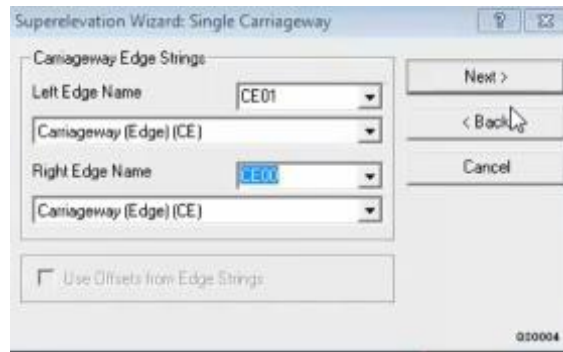 Superelevation Wizard: Single Carriageway
Carriageway Edge Strings
Left Edge Name
CE01
Carriageway (Edge) (CE)
Right Edge Name
CE00
Carriageway (Edge) (CE)
Use Offsets from Edge Strings
Next >
< Back
Cancel